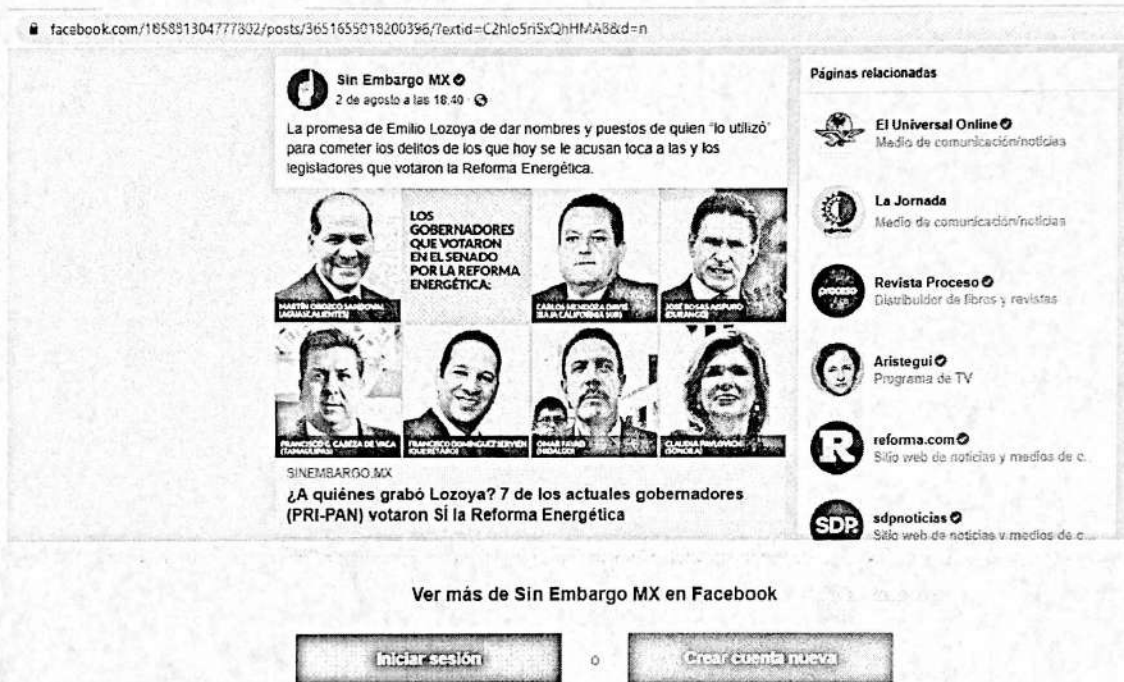 facebook.com/185881304777802/posts/3651655018200396/?extid=C2hIo5riSxQhHMAB&d=n
Sin Embargo MX
2 de agosto a las 18:40
La promesa de Emilio Lozoya de dar nombres y puestos de quien "lo utilizó"
para cometer los delitos de los que hoy se le acusan toca a las y los
legisladores que votaron la Reforma Energética.
LOS
GOBERNADORES
QUE VOTARON
EN EL SENADO
POR LA REFORMA
ENERGÉTICA:
MARTÍN OROZCO SANDOVAL
(AGUASCALIENTES)
CARLOS MENDOZA DAVIS
(BAJA CALIFORNIA SUR)
JOSÉ ROSAS AISPURO
(DURANGO)
FRANCISCO G. CABEZA DE VACA
(TAMAULIPAS)
FRANCISCO DOMÍNGUEZ SERVIÉN
(QUERÉTARO)
OMAR FAYAD
(HIDALGO)
CLAUDIA PAVLOVICH
(SONORA)
SINEMBARGO.MX
¿A quiénes grabó Lozoya? 7 de los actuales gobernadores
(PRI-PAN) votaron SÍ la Reforma Energética
Páginas relacionadas
El Universal Online
Medio de comunicación/noticias
La Jornada
Medio de comunicación/noticias
proceso
Revista Proceso
Distribuidor de libros y revistas
Aristegui
Programa de TV
R
reforma.com
Sitio web de noticias y medios de c...
SDP
sdpnoticias
Sitio web de noticias y medios de c...
Ver más de Sin Embargo MX en Facebook
Iniciar sesión
o
Crear cuenta nueva